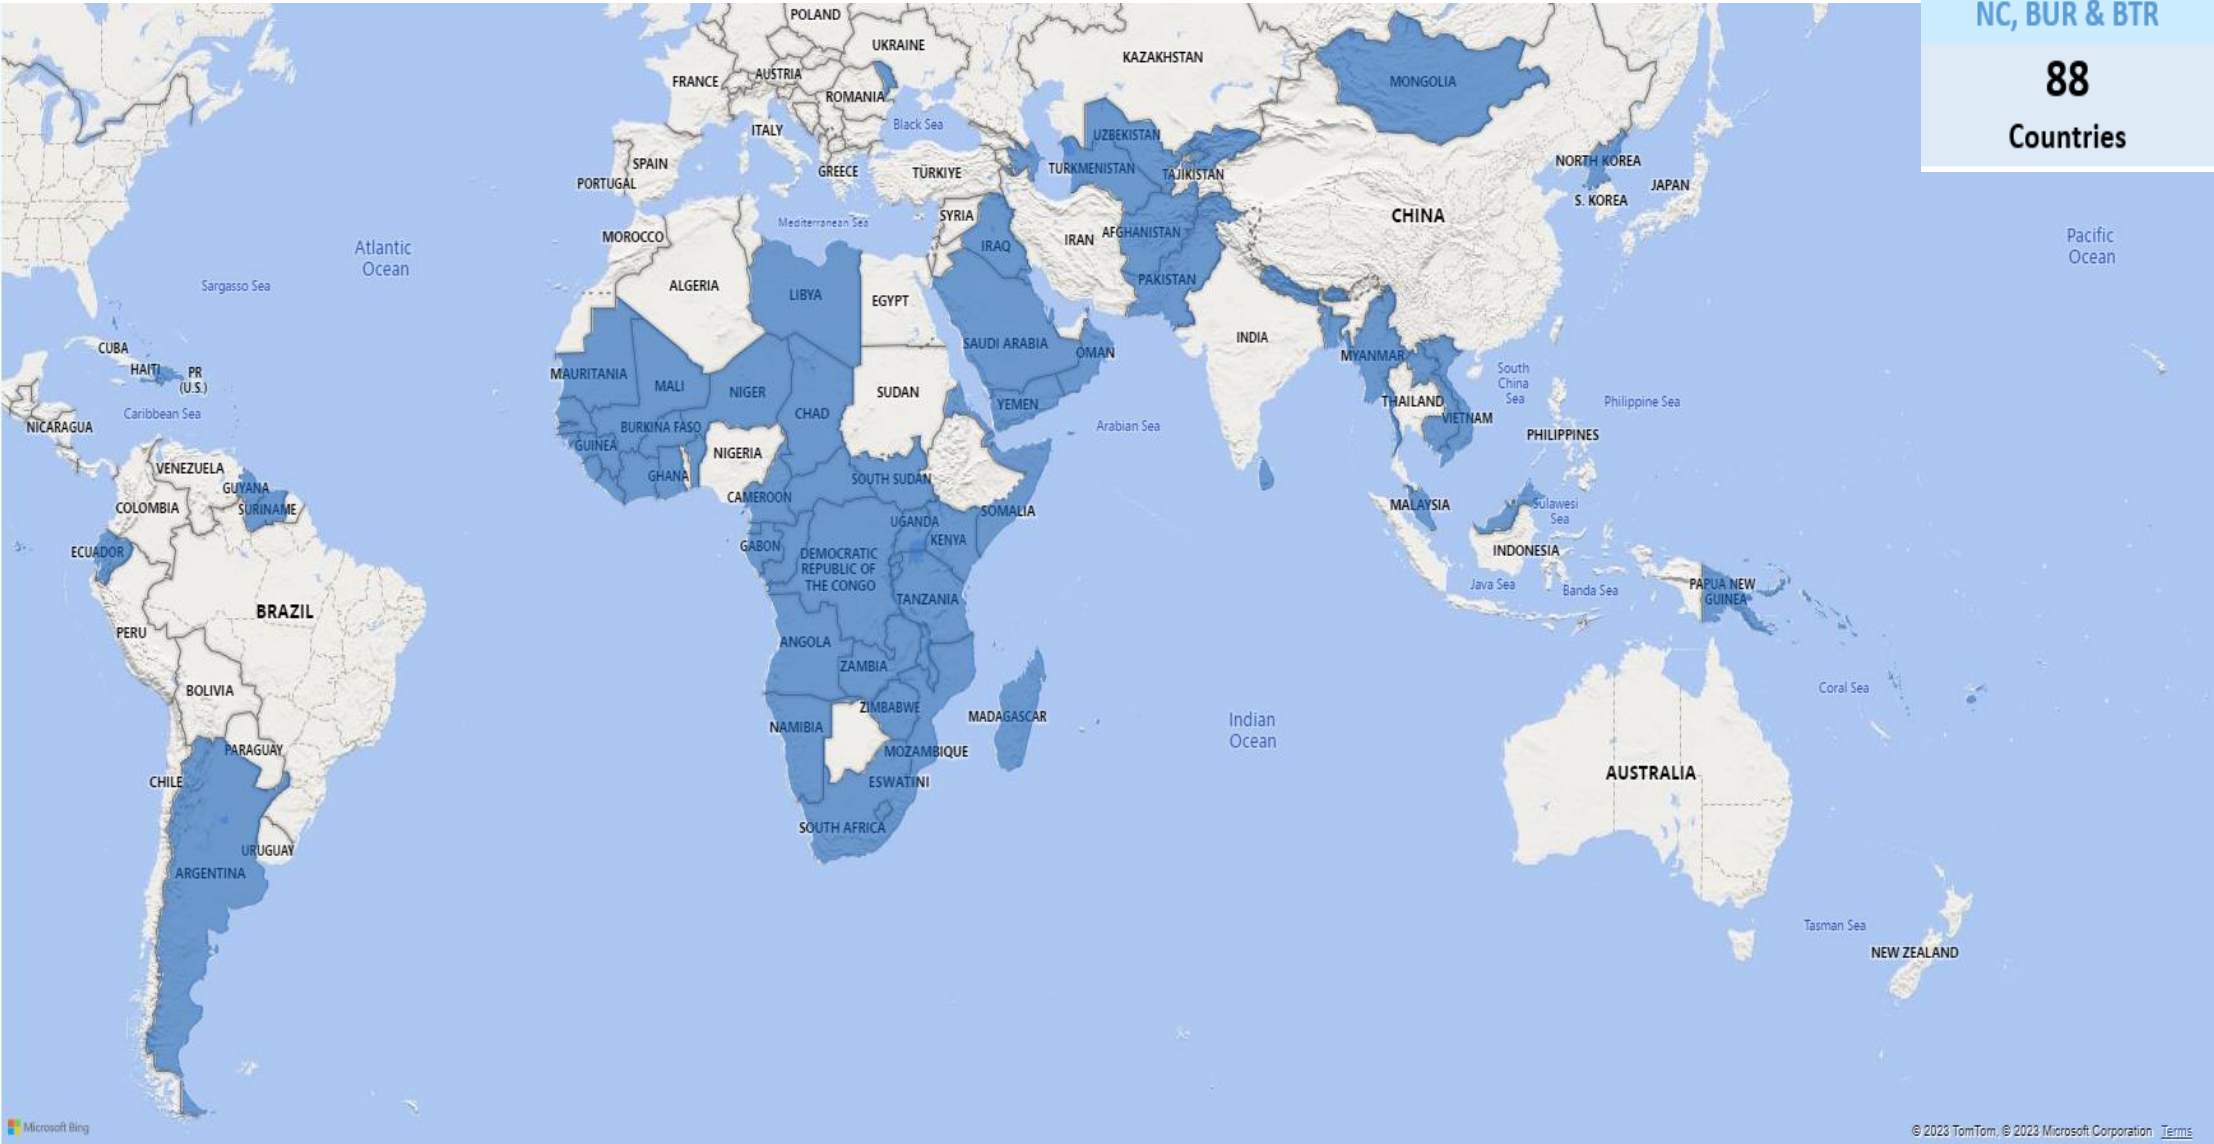 NC, BUR & BTR
88
Countries
POLAND
UKRAINE
KAZAKHSTAN
FRANCE
AUSTRIA
MONGOLIA
ROMANIA
Black Sea
ITALY
UZBEKISTAN
SPAIN
GREECE
TÜRKIYE
TURKMENISTAN
TAJIKISTAN
NORTH KOREA
PORTUGAL
JAPAN
S. KOREA
SYRIA
CHINA
Mediterranean Sea
MOROCCO
IRAQ
IRAN
AFGHANISTAN
Atlantic
Ocean
Pacific
Ocean
PAKISTAN
Sargasso Sea
ALGERIA
LIBYA
EGYPT
INDIA
CUBA
SAUDI ARABIA
OMAN
MYANMAR
HAITI
PR
(U.S.)
MAURITANIA
MALI
NIGER
SUDAN
South
China
Sea
YEMEN
THAILAND
Philippine Sea
Caribbean Sea
CHAD
VIETNAM
NICARAGUA
BURKINA FASO
Arabian Sea
PHILIPPINES
GUINEA
NIGERIA
VENEZUELA
GHANA
SOUTH SUDAN
GUYANA
CAMEROON
COLOMBIA
SURINAME
SOMALIA
MALAYSIA
Sulawesi
Sea
UGANDA
KENYA
ECUADOR
GABON
DEMOCRATIC
REPUBLIC OF
THE CONGO
INDONESIA
Java Sea
Banda Sea
PAPUA NEW
GUINEA
TANZANIA
BRAZIL
PERU
ANGOLA
ZAMBIA
BOLIVIA
Coral Sea
ZIMBABWE
MADAGASCAR
NAMIBIA
Indian
Ocean
PARAGUAY
MOZAMBIQUE
CHILE
ESWATINI
AUSTRALIA
SOUTH AFRICA
URUGUAY
ARGENTINA
Tasman Sea
NEW ZEALAND
Microsoft Bing
© 2023 TomTom, © 2023 Microsoft Corporation Terms